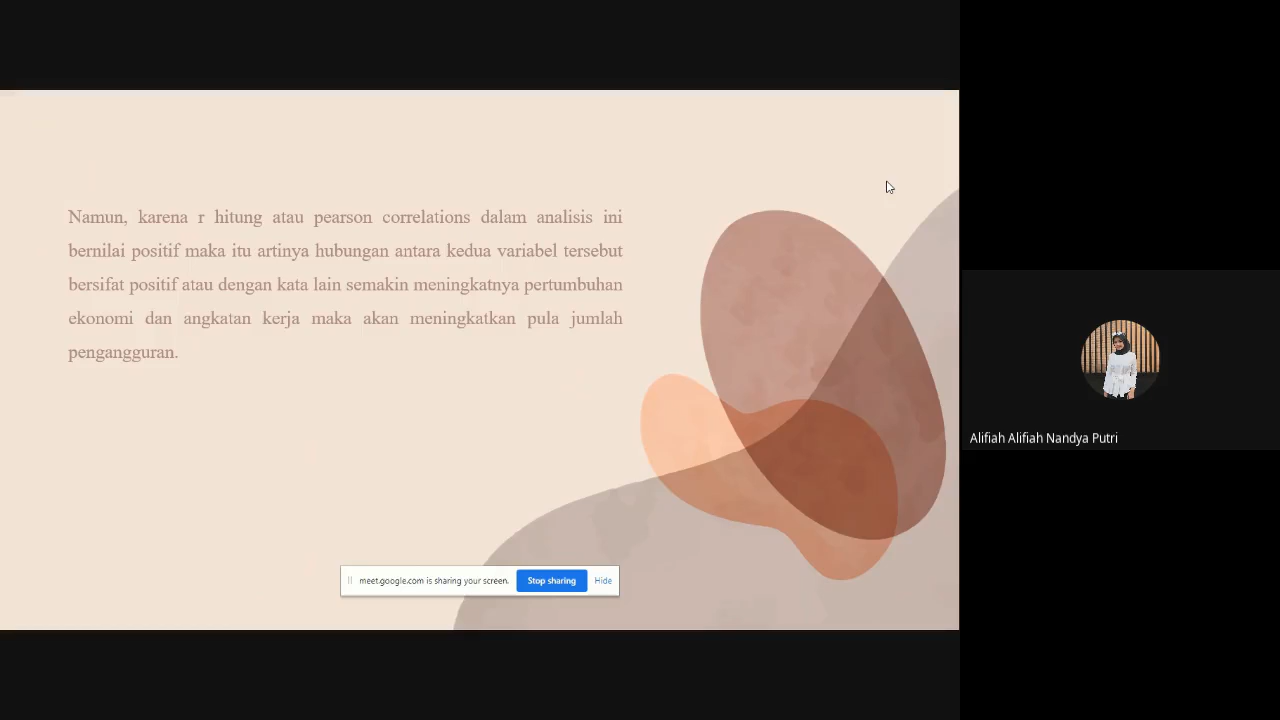 Namun, karena r hitung atau pearson correlations dalam analisis ini
bernilai positif maka itu artinya hubungan antara kedua variabel tersebut
bersifat positif atau dengan kata lain semakin meningkatnya pertumbuhan
ekonomi dan angkatan kerja maka akan meningkatkan pula jumlah
pengangguran.
Alifiah Alifiah Nandya Putri
meet.google.com is sharing your screen. Stop sharing Hide